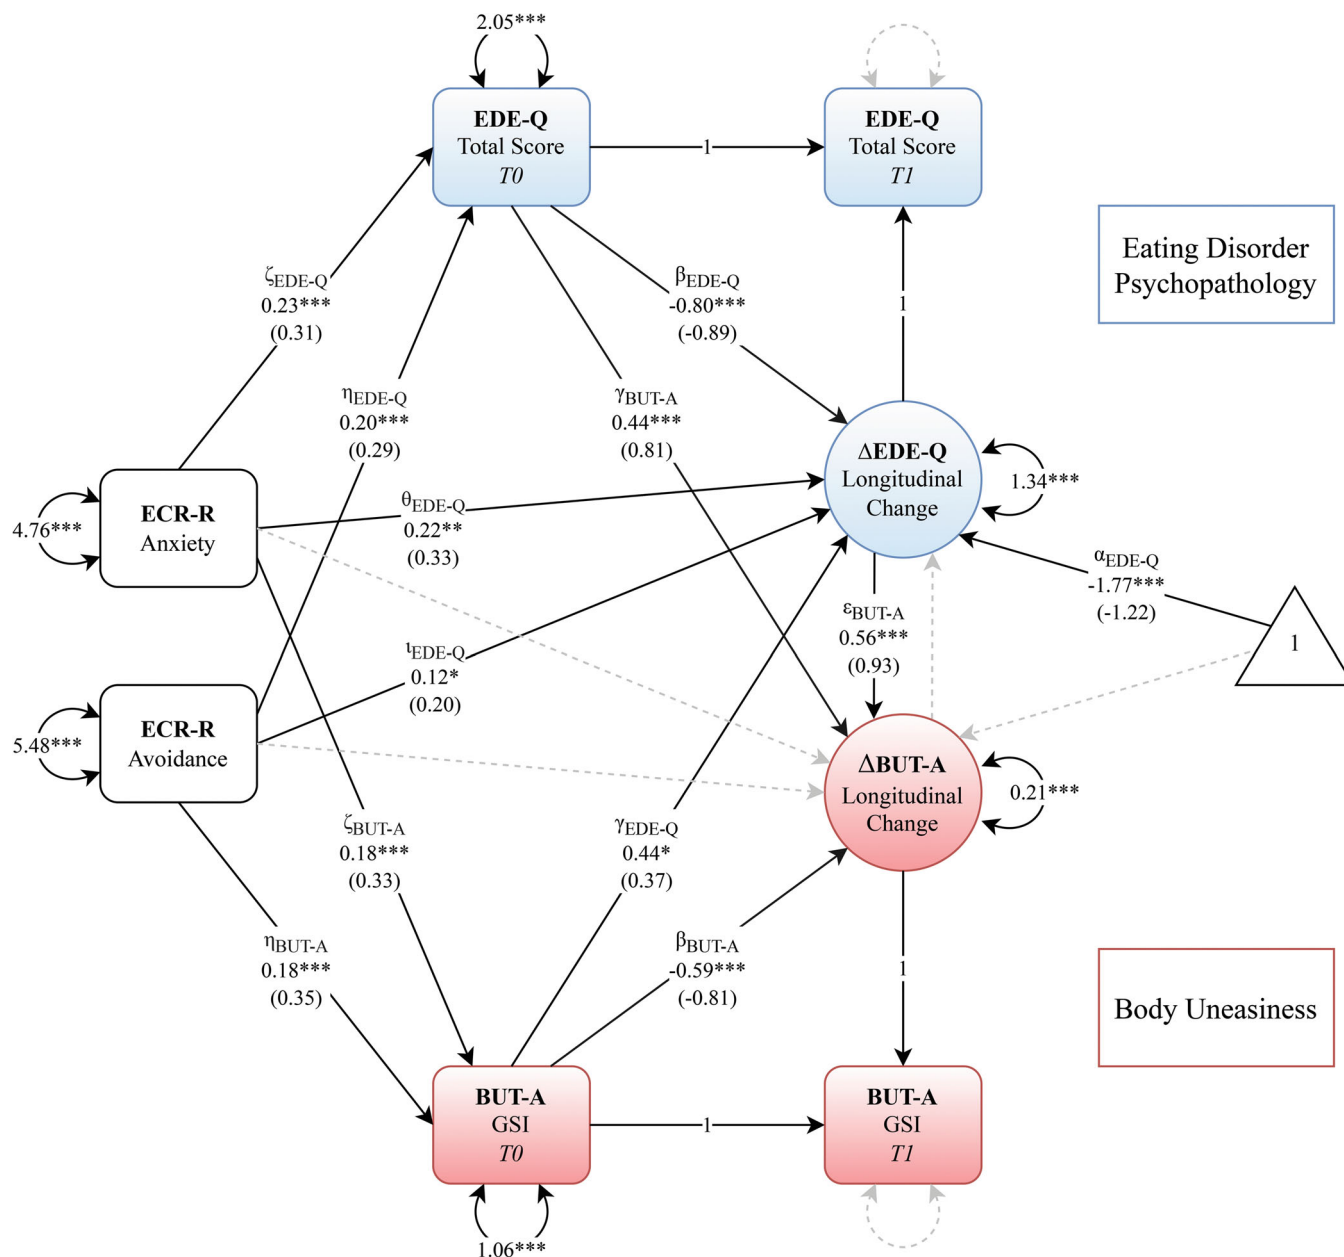 2.05***
EDE-Q
Total Score
T0
1
EDE-Q
Total Score
T1
Eating Disorder
Psychopathology
ζEDE-Q
0.23***
(0.31)
βEDE-Q
-0.80***
(-0.89)
1
ηEDE-Q
0.20***
(0.29)
γBUT-A
0.44***
(0.81)
ΔEDE-Q
Longitudinal
Change
1.34***
4.76***
ECR-R
Anxiety
θEDE-Q
0.22**
(0.33)
αEDE-Q
-1.77***
(-1.22)
εBUT-A
0.56***
(0.93)
1
ιEDE-Q
0.12*
(0.20)
5.48***
ECR-R
Avoidance
ΔBUT-A
Longitudinal
Change
0.21***
ζBUT-A
0.18***
(0.33)
γEDE-Q
0.44*
(0.37)
ηBUT-A
0.18***
(0.35)
βBUT-A
-0.59***
(-0.81)
1
Body Uneasiness
BUT-A
GSI
T0
1
BUT-A
GSI
T1
1.06***